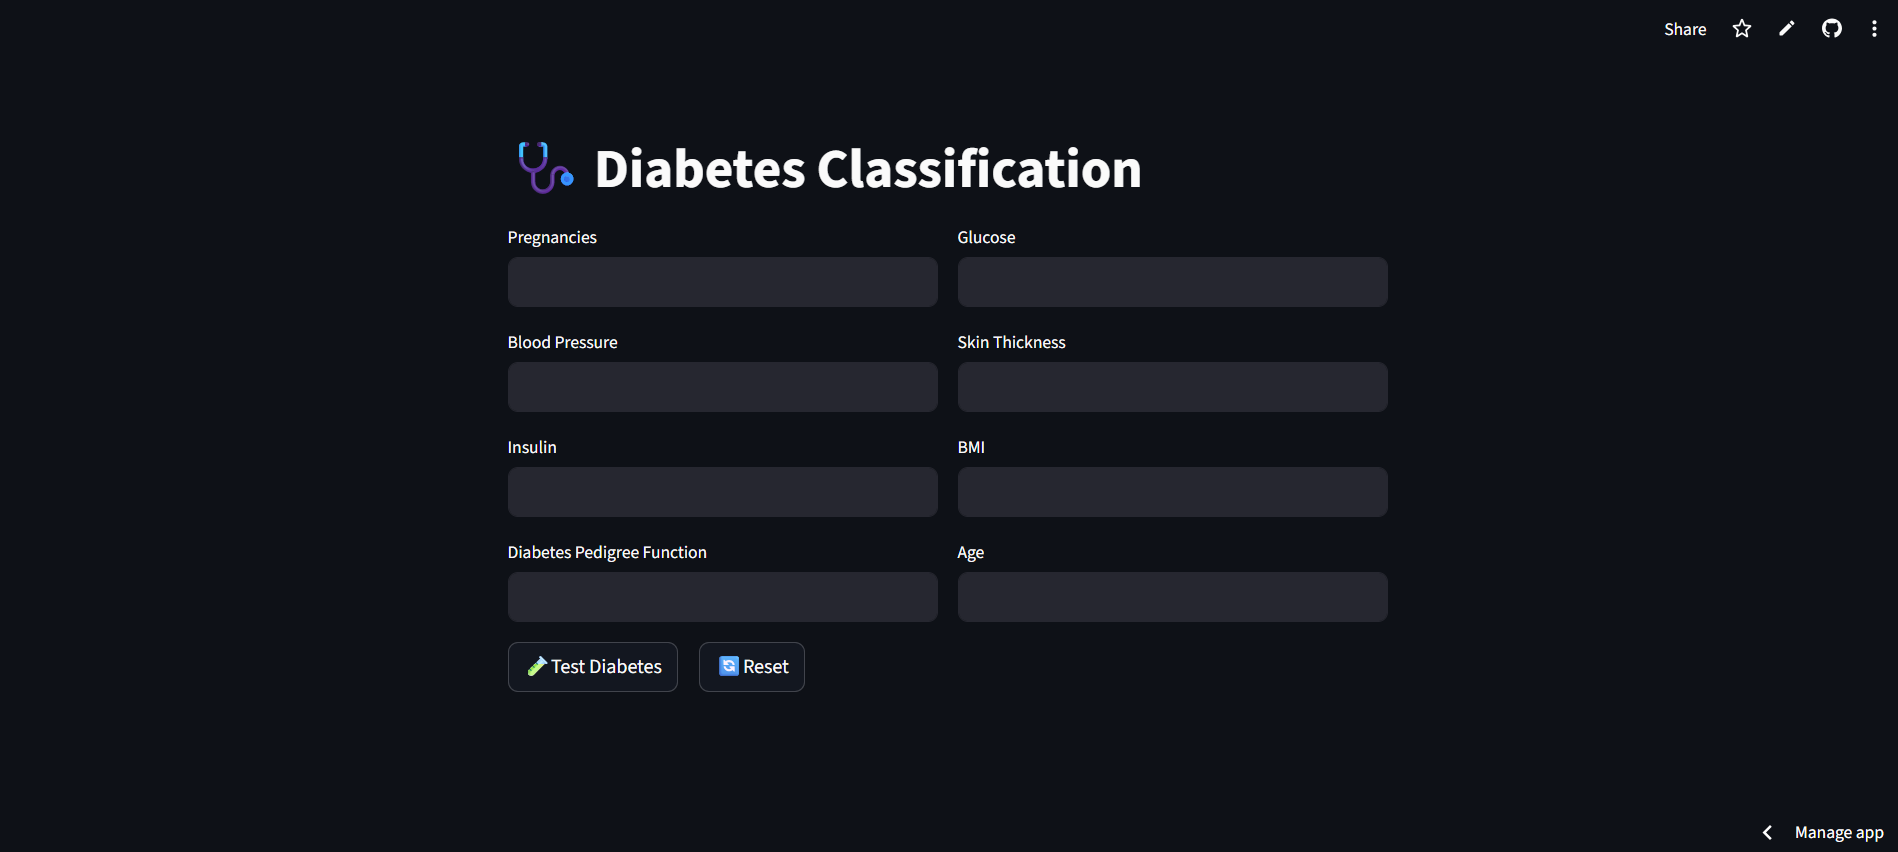 Share
Diabetes Classification
Pregnancies
Glucose
Blood Pressure
Skin Thickness
Insulin
BMI
Diabetes Pedigree Function
Age
Test Diabetes
Reset
Manage app